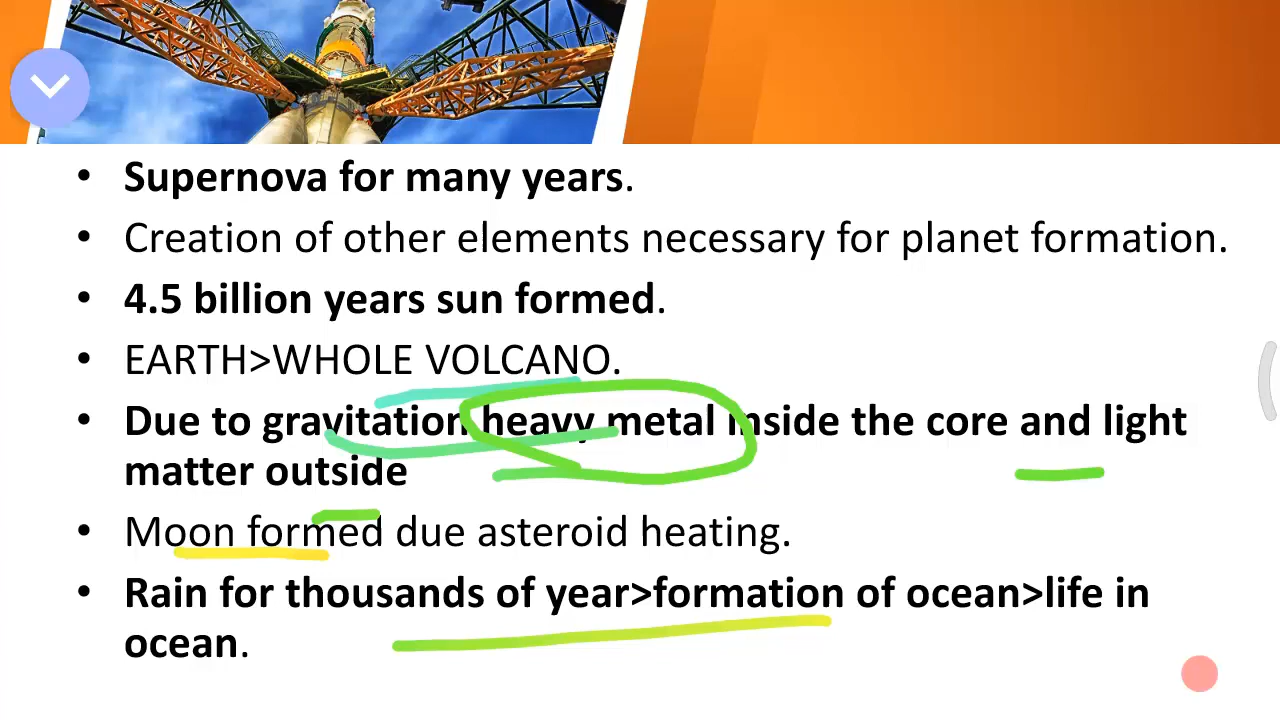 • Supernova for many years.
• Creation of other elements necessary for planet formation.
• 4.5 billion years sun formed.
• EARTH>WHOLE VOLCANO.
• Due to gravitation heavy metal inside the core and light
matter outside
• Moon formed due asteroid heating.
• Rain for thousands of year>formation of ocean>life in
ocean.